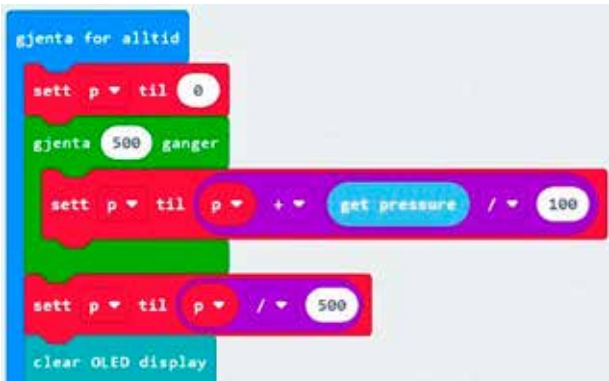 gjenta for alltid
sett p til 0
gjenta 500 ganger
sett p til p + get pressure / 100
sett p til p / 500
clear OLED display